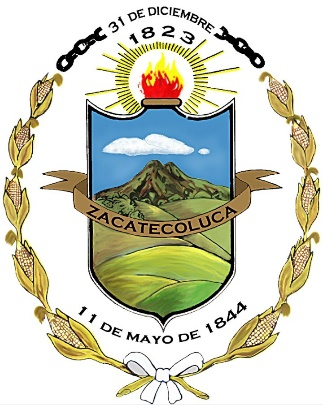 31 DE DICIEMBRE
1823
ZACATECOLUCA
11 DE MAYO DE 1844